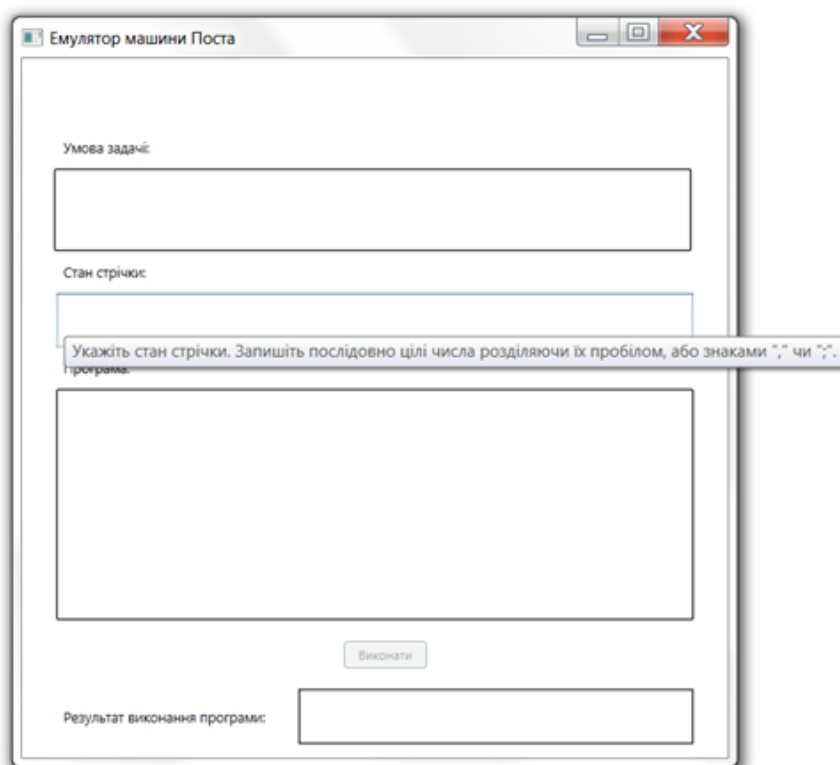 Емулятор машини Поста
Умова задачі:
Стан стрічки:
Укажіть стан стрічки. Запишіть послідовно цілі числа розділяючи їх пробілом, або знаками "," чи ";".
Програма:
Виконати
Результат виконання програми: